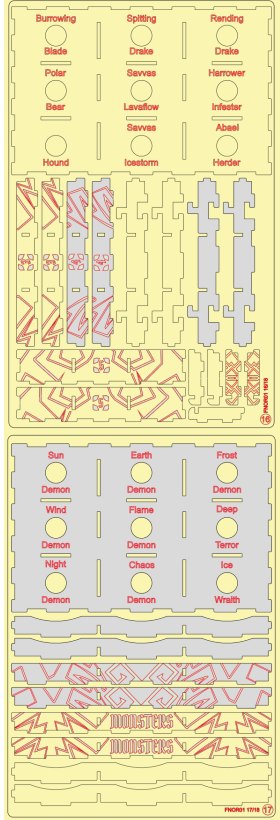 Burrowing Spitting Rending
Blade Drake Drake
Polar Savvas Harrower
Bear Lavaflow Infester
Savvas Abael
Hound Icestorm Herder
16 FNOR01 16/18
Sun Earth Frost
Demon Demon Demon
Wind Flame Deep
Demon Demon Terror
Night Chaos Ice
Demon Demon Wraith
MONSTERS
MONSTERS
FNOR01 17/18 17